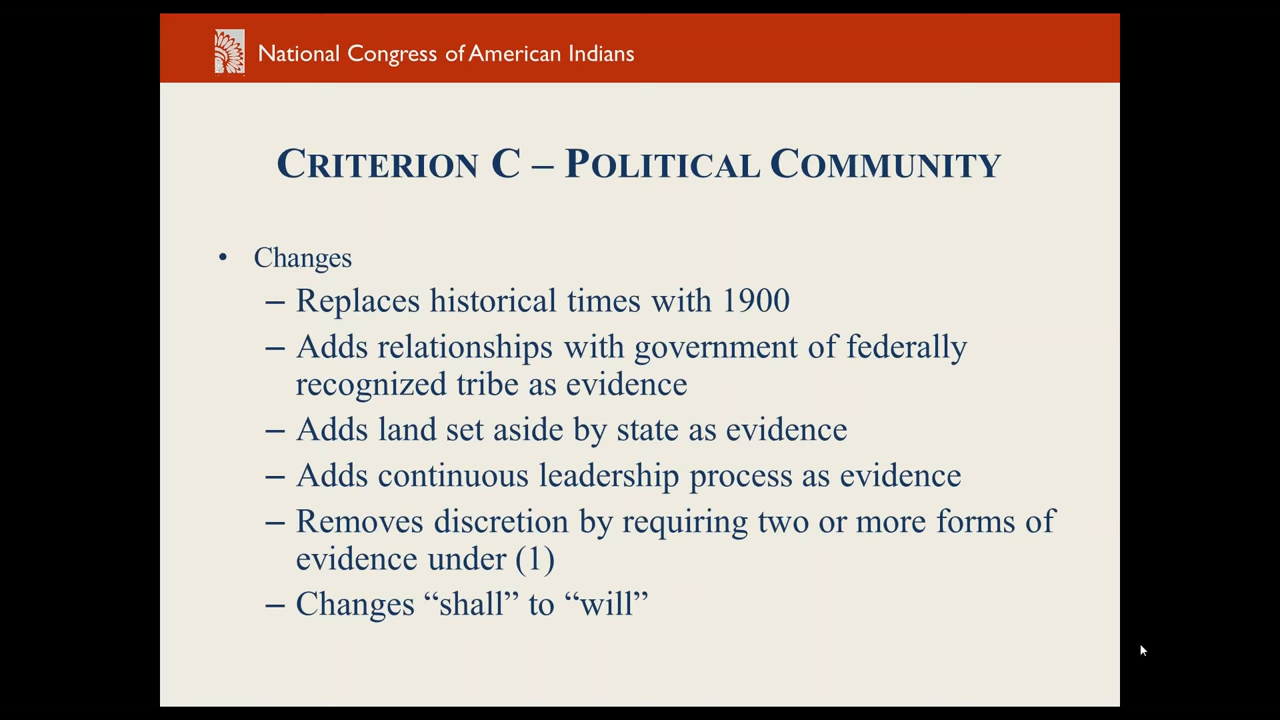 National Congress of American Indians
CRITERION C – POLITICAL COMMUNITY
• Changes
– Replaces historical times with 1900
– Adds relationships with government of federally
recognized tribe as evidence
– Adds land set aside by state as evidence
– Adds continuous leadership process as evidence
– Removes discretion by requiring two or more forms of
evidence under (1)
– Changes “shall” to “will”